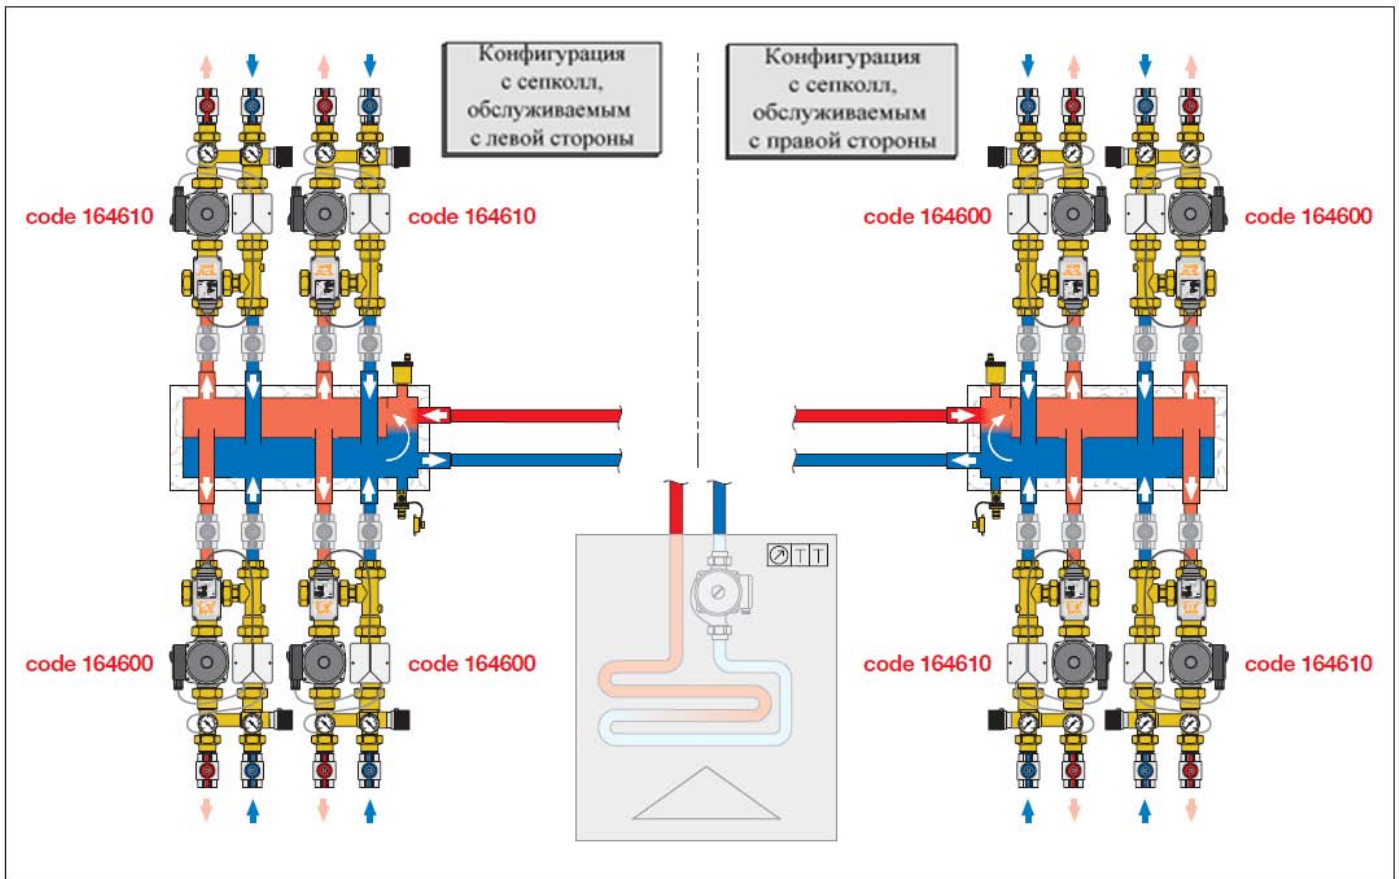 Конфигурация
с сепколл,
обслуживаемым
с левой стороны
Конфигурация
с сепколл,
обслуживаемым
с правой стороны
code 164610
code 164610
code 164600
code 164600
T T
code 164600
code 164600
code 164610
code 164610